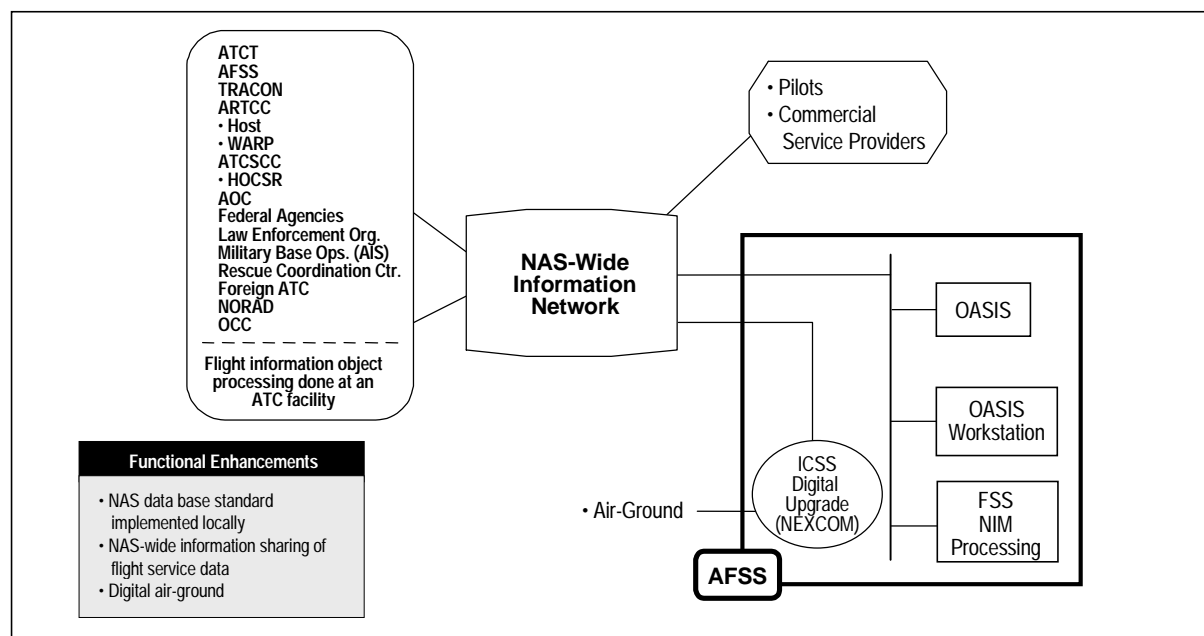 ATCT
AFSS
TRACON
ARTCC
• Host
• WARP
ATCSCC
• HOCSR
AOC
Federal Agencies
Law Enforcement Org.
Military Base Ops. (AIS)
Rescue Coordination Ctr.
Foreign ATC
NORAD
OCC
Flight information object
processing done at an
ATC facility
• Pilots
• Commercial
Service Providers
NAS-Wide
Information
Network
OASIS
OASIS
Workstation
FSS
NIM
Processing
ICSS
Digital
Upgrade
(NEXCOM)
• Air-Ground
AFSS
Functional Enhancements
• NAS data base standard
implemented locally
• NAS-wide information sharing of
flight service data
• Digital air-ground